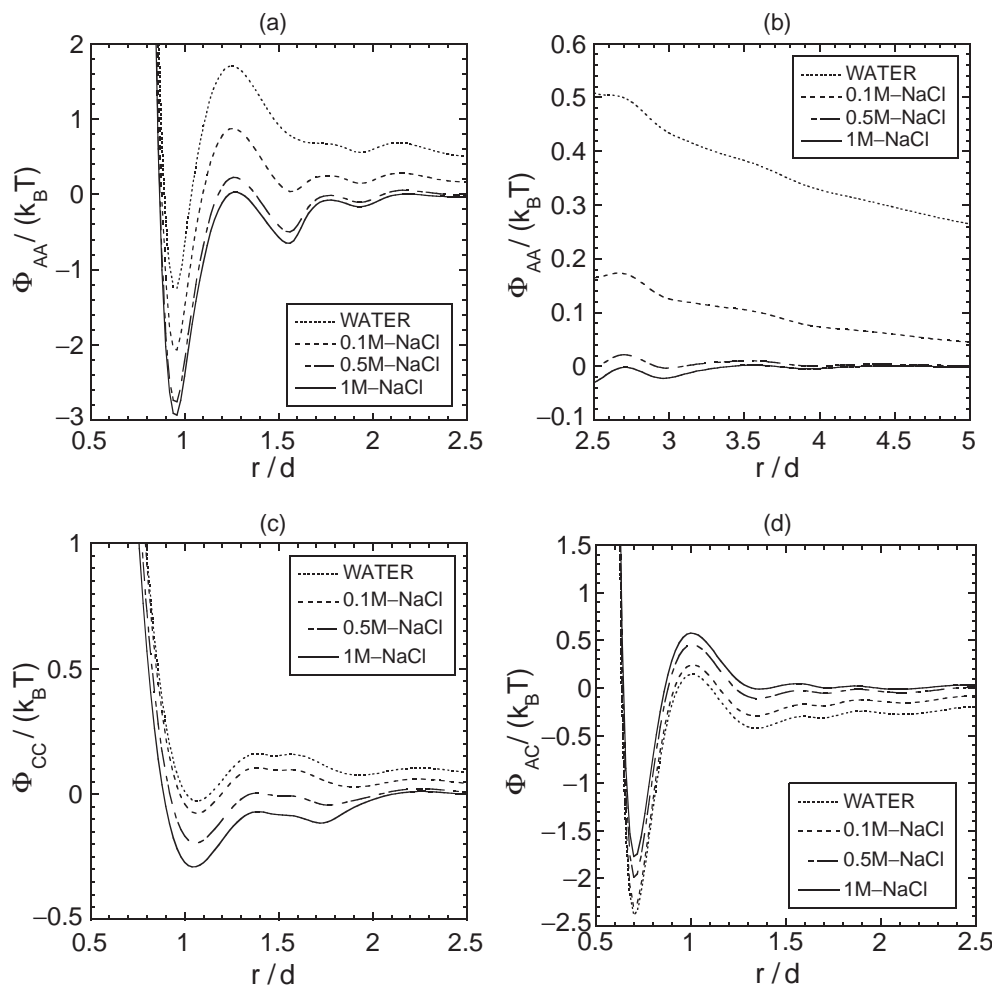 (a)
2
1
0
−1
−2
−3
Φ_AA / (k_B T)
WATER
0.1M−NaCl
0.5M−NaCl
1M−NaCl
0.5 1 1.5 2 2.5
r / d
(b)
0.6
0.5
0.4
0.3
0.2
0.1
0
−0.1
Φ_AA / (k_B T)
WATER
0.1M−NaCl
0.5M−NaCl
1M−NaCl
2.5 3 3.5 4 4.5 5
r / d
(c)
1
0.5
0
−0.5
Φ_CC / (k_B T)
WATER
0.1M−NaCl
0.5M−NaCl
1M−NaCl
0.5 1 1.5 2 2.5
r / d
(d)
1.5
1
0.5
0
−0.5
−1
−1.5
−2
−2.5
Φ_AC / (k_B T)
WATER
0.1M−NaCl
0.5M−NaCl
1M−NaCl
0.5 1 1.5 2 2.5
r / d